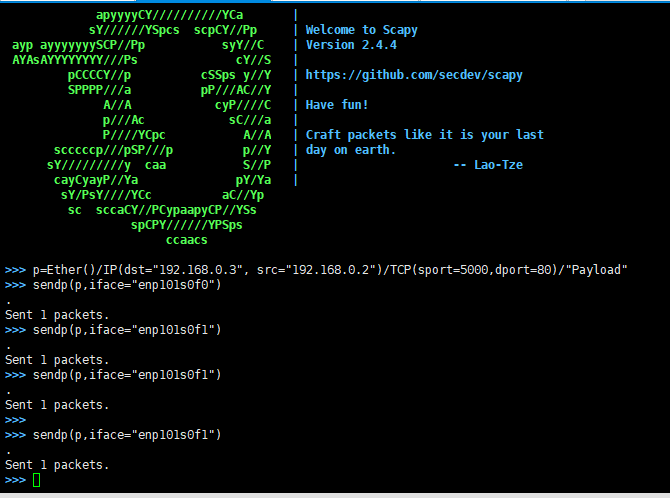 apyyyyCY//////////YCa       |
sY//////YSpcs  scpCY//Pp     | Welcome to Scapy
ayp ayyyyyyySCP//Pp           syY//C    | Version 2.4.4
AYAsAYYYYYYYY///Ps              cY//S   |
pCCCCY//p          cSSps y//Y   | https://github.com/secdev/scapy
SPPPP///a          pP///AC//Y   |
A//A            cyP////C   | Have fun!
p///Ac            sC///a   |
P////YCpc           A//A   | Craft packets like it is your last
scccccp///pSP///p          p//Y   | day on earth.
sY/////////y  caa           S//P   |                      -- Lao-Tze
cayCyayP//Ya              pY/Ya   |
sY/PsY////YCc          aC//Yp
sc  sccaCY//PCypaapyCP//YSs
spCPY//////YPSps
ccaacs
>>> p=Ether()/IP(dst="192.168.0.3", src="192.168.0.2")/TCP(sport=5000,dport=80)/"Payload"
>>> sendp(p,iface="enp101s0f0")
.
Sent 1 packets.
>>> sendp(p,iface="enp101s0f1")
.
Sent 1 packets.
>>> sendp(p,iface="enp101s0f1")
.
Sent 1 packets.
>>>
>>> sendp(p,iface="enp101s0f1")
.
Sent 1 packets.
>>>